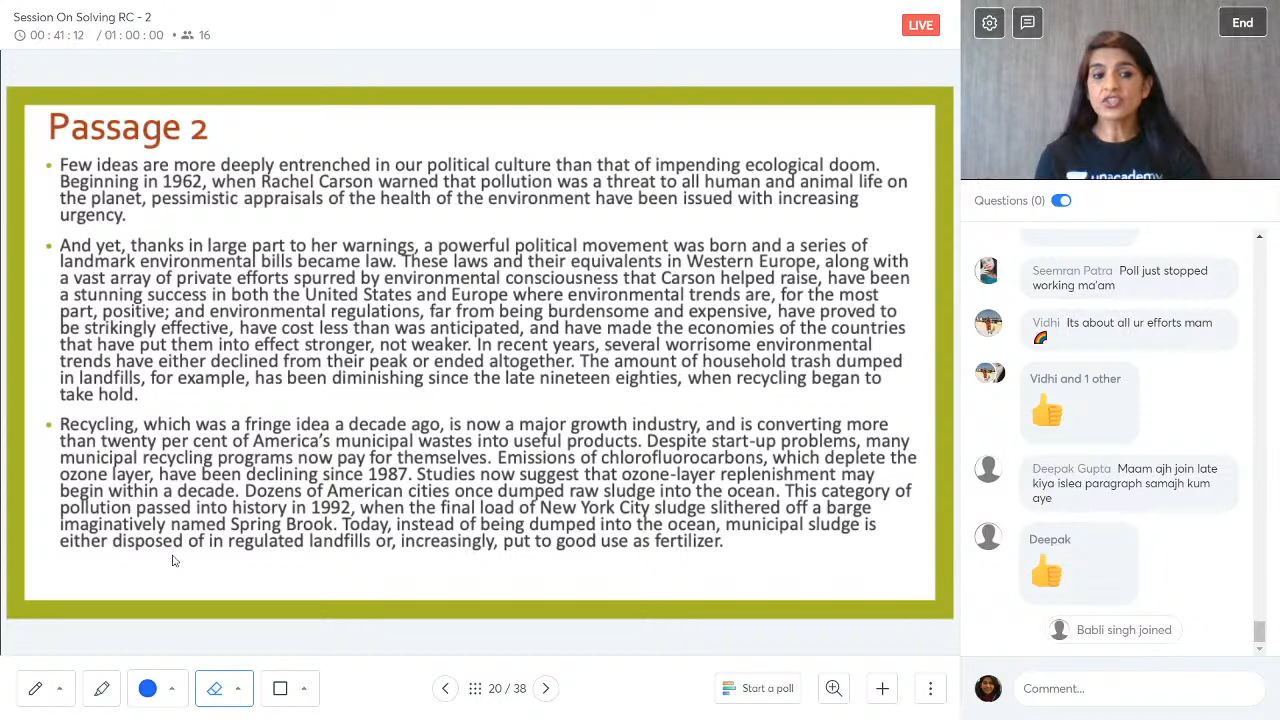 Session On Solving RC - 2
00 : 41 : 12 / 01 : 00 : 00 • 16
LIVE
End
Passage 2
• Few ideas are more deeply entrenched in our political culture than that of impending ecological doom.
Beginning in 1962, when Rachel Carson warned that pollution was a threat to all human and animal life on
the planet, pessimistic appraisals of the health of the environment have been issued with increasing
urgency.
• And yet, thanks in large part to her warnings, a powerful political movement was born and a series of
landmark environmental bills became law. These laws and their equivalents in Western Europe, along with
a vast array of private efforts spurred by environmental consciousness that Carson helped raise, have been
a stunning success in both the United States and Europe where environmental trends are, for the most
part, positive; and environmental regulations, far from being burdensome and expensive, have proved to
be strikingly effective, have cost less than was anticipated, and have made the economies of the countries
that have put them into effect stronger, not weaker. In recent years, several worrisome environmental
trends have either declined from their peak or ended altogether. The amount of household trash dumped
in landfills, for example, has been diminishing since the late nineteen eighties, when recycling began to
take hold.
• Recycling, which was a fringe idea a decade ago, is now a major growth industry, and is converting more
than twenty per cent of America's municipal wastes into useful products. Despite start-up problems, many
municipal recycling programs now pay for themselves. Emissions of chlorofluorocarbons, which deplete the
ozone layer, have been declining since 1987. Studies now suggest that ozone-layer replenishment may
begin within a decade. Dozens of American cities once dumped raw sludge into the ocean. This category of
pollution passed into history in 1992, when the final load of New York City sludge slithered off a barge
imaginatively named Spring Brook. Today, instead of being dumped into the ocean, municipal sludge is
either disposed of in regulated landfills or, increasingly, put to good use as fertilizer.
unacademy
Questions (0)
Seemran Patra Poll just stopped
working ma'am
Vidhi Its about all ur efforts mam
Vidhi and 1 other
Deepak Gupta Maam ajh join late
kiya islea paragraph samajh kum
aye
Deepak
Babli singh joined
20 / 38
Start a poll
Comment...